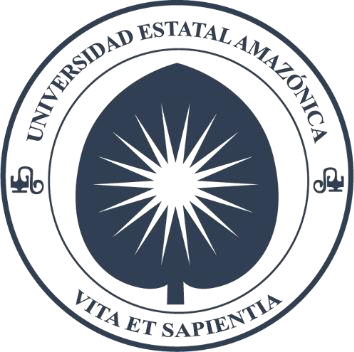 UNIVERSIDAD ESTATAL AMAZÓNICA
VITA ET SAPIENTIA